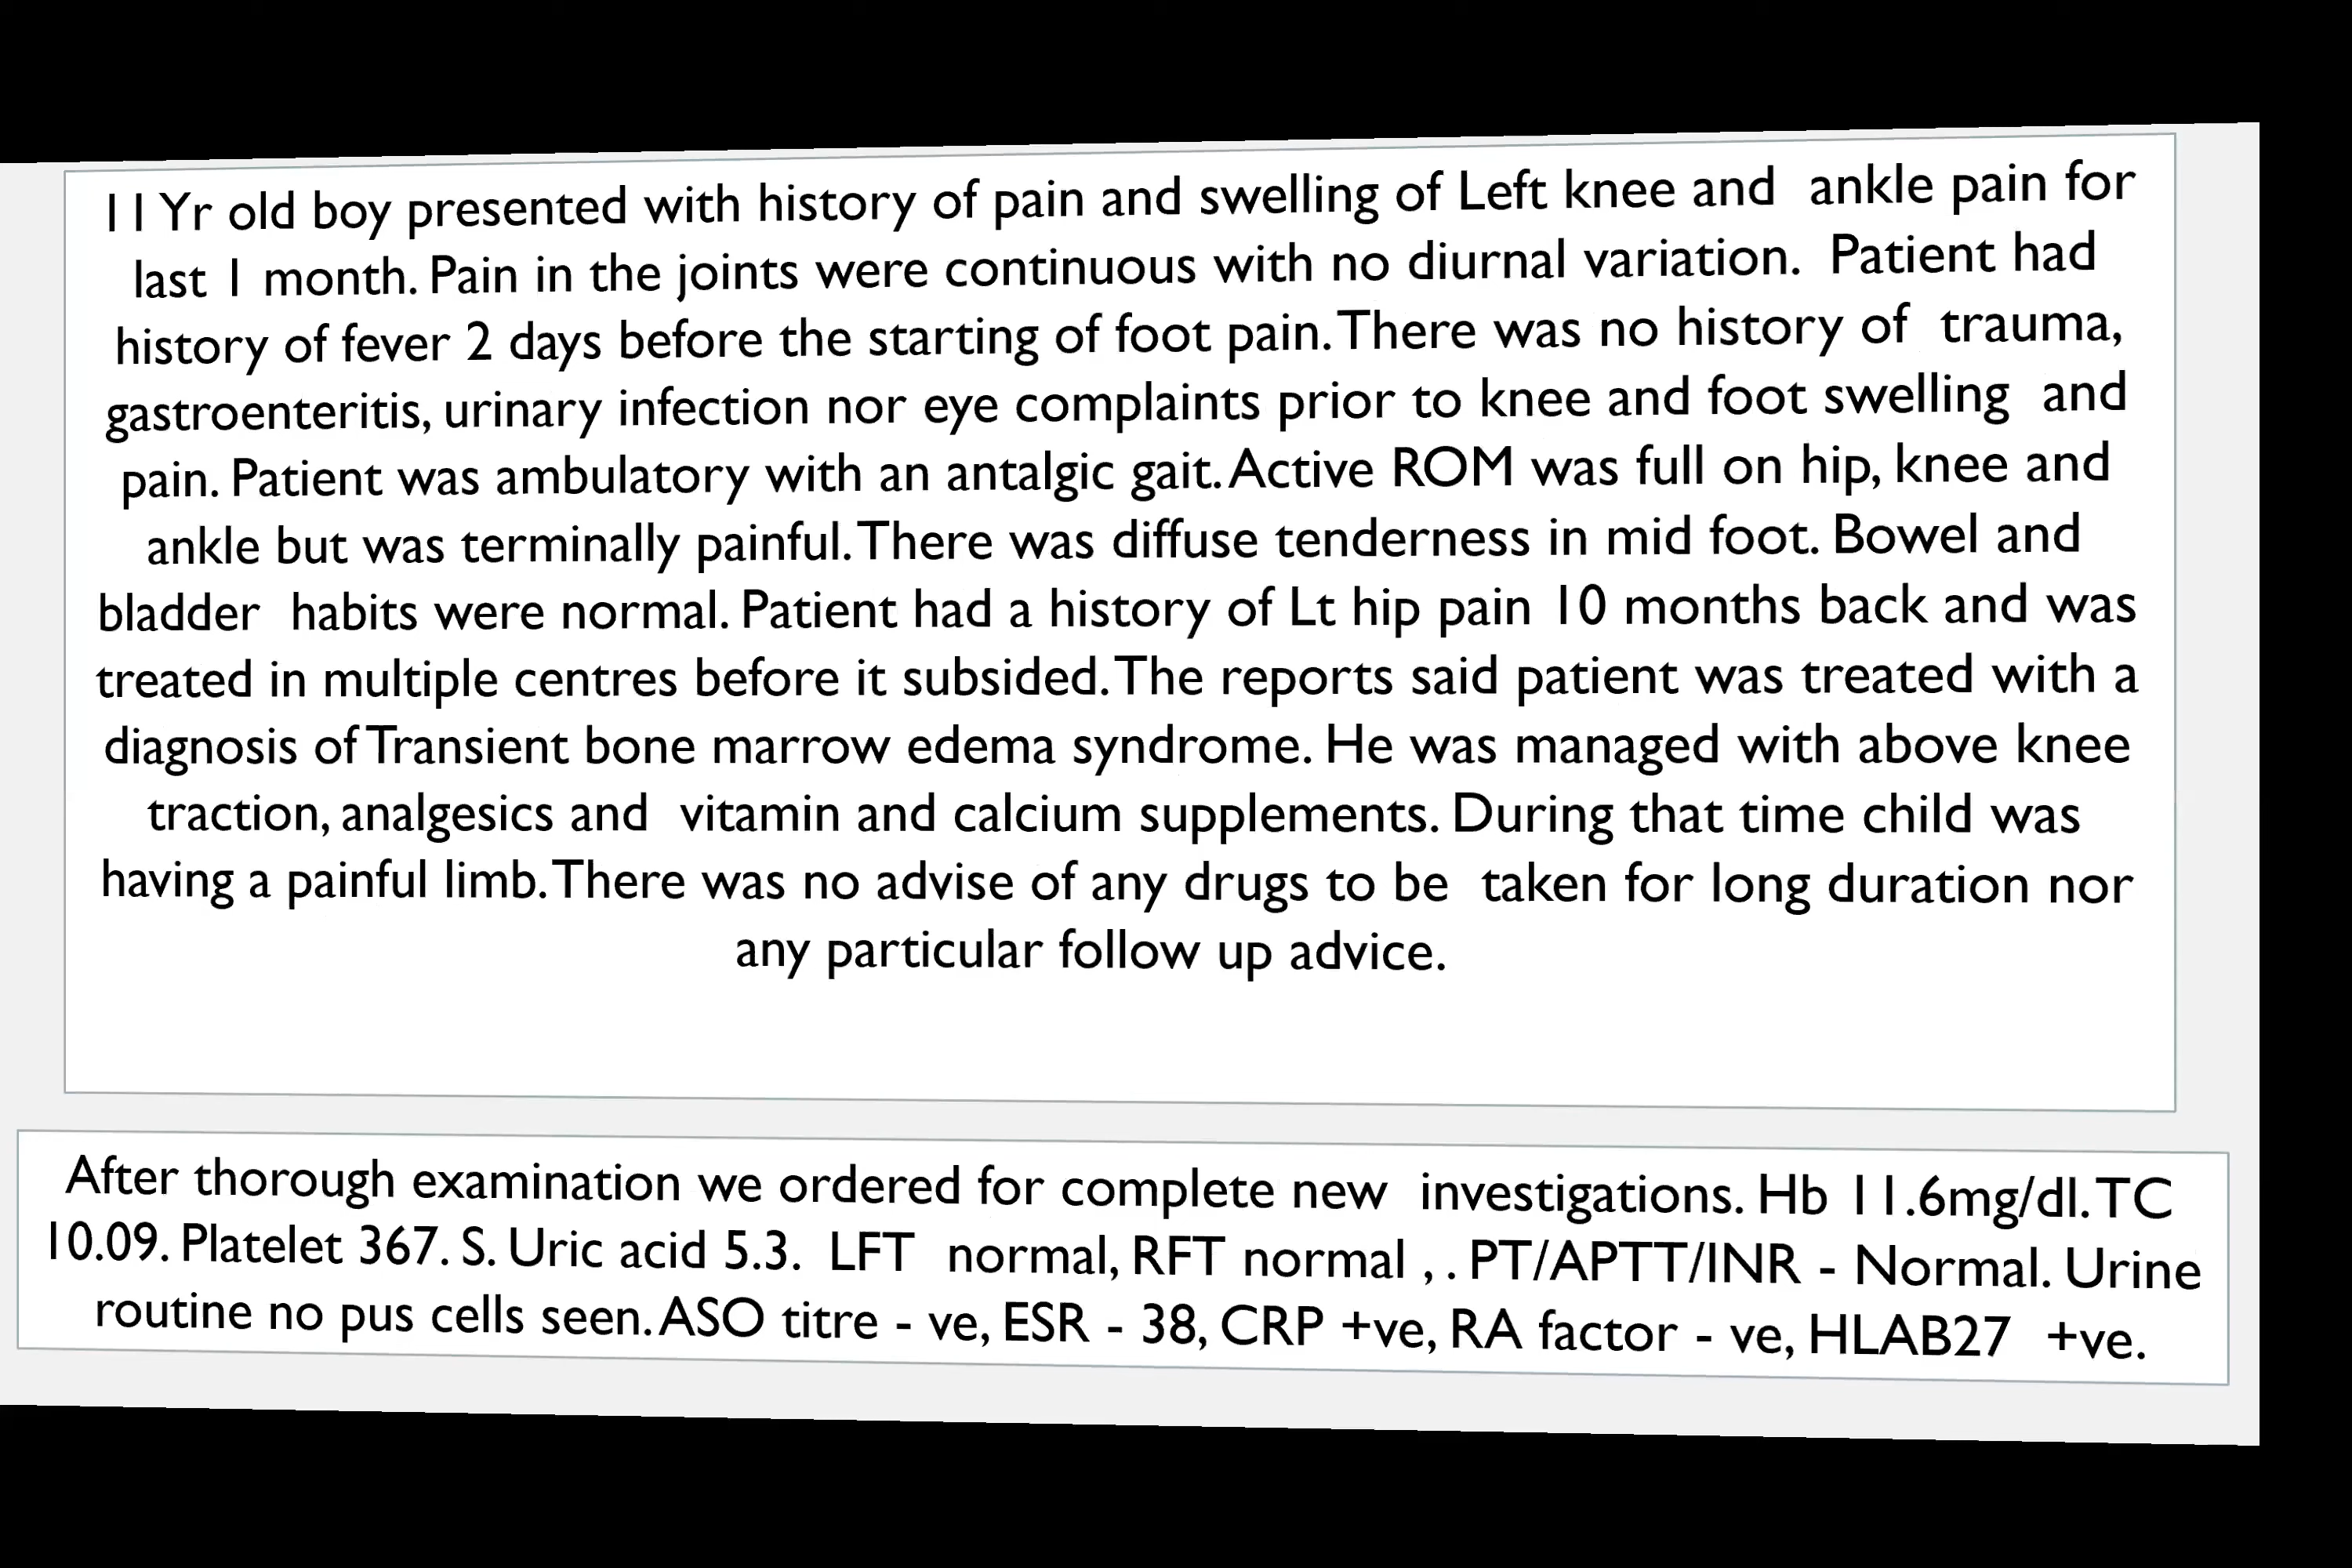 11 Yr old boy presented with history of pain and swelling of Left knee and ankle pain for
last 1 month. Pain in the joints were continuous with no diurnal variation. Patient had
history of fever 2 days before the starting of foot pain. There was no history of trauma,
gastroenteritis, urinary infection nor eye complaints prior to knee and foot swelling and
pain. Patient was ambulatory with an antalgic gait. Active ROM was full on hip, knee and
ankle but was terminally painful. There was diffuse tenderness in mid foot. Bowel and
bladder habits were normal. Patient had a history of Lt hip pain 10 months back and was
treated in multiple centres before it subsided. The reports said patient was treated with a
diagnosis of Transient bone marrow edema syndrome. He was managed with above knee
traction, analgesics and vitamin and calcium supplements. During that time child was
having a painful limb. There was no advise of any drugs to be taken for long duration nor
any particular follow up advice.
After thorough examination we ordered for complete new investigations. Hb 11.6mg/dl. TC
10.09. Platelet 367. S. Uric acid 5.3. LFT normal, RFT normal , . PT/APTT/INR - Normal. Urine
routine no pus cells seen. ASO titre - ve, ESR - 38, CRP +ve, RA factor - ve, HLAB27 +ve.